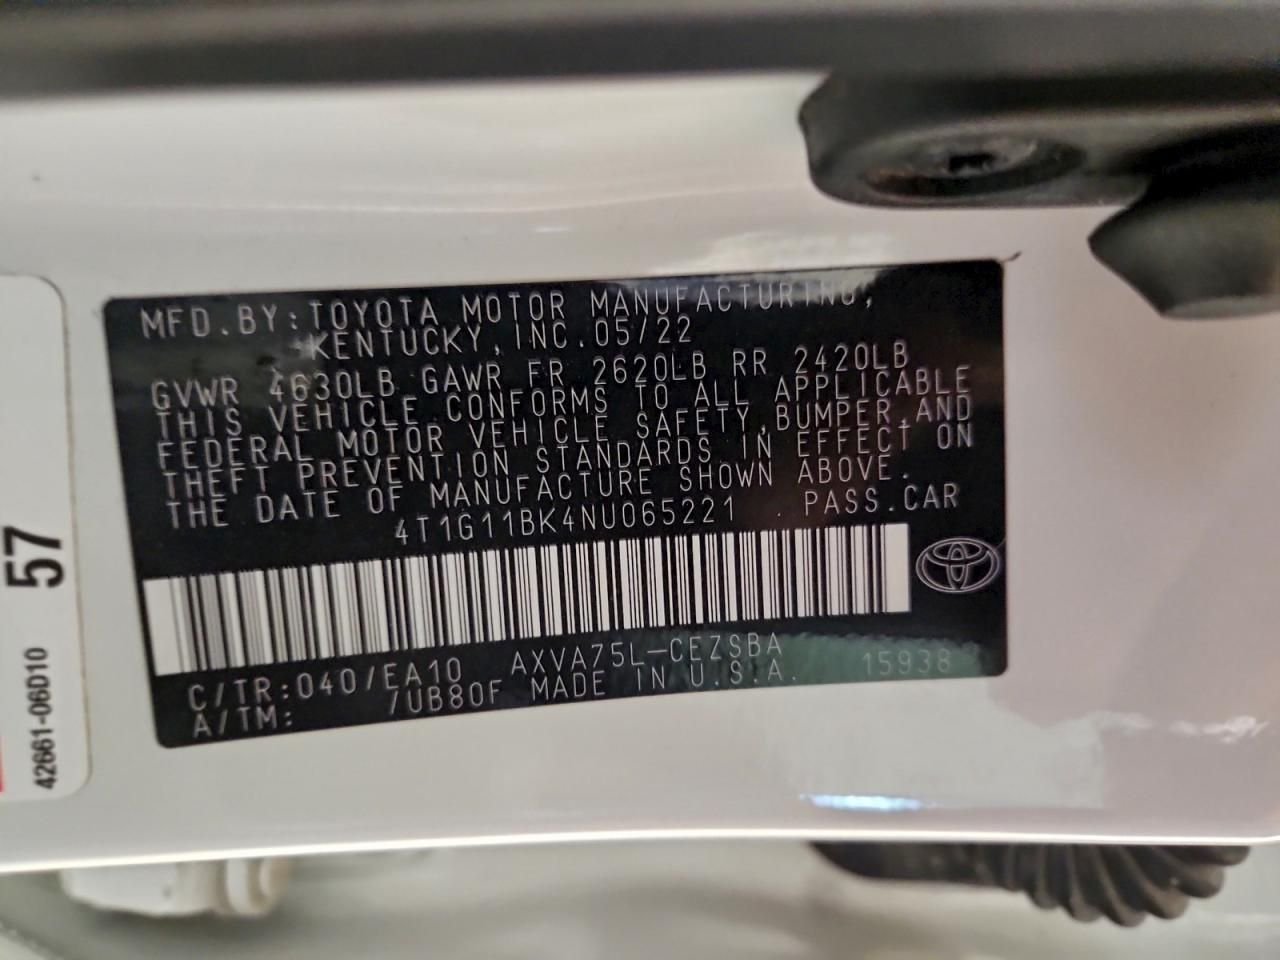 MFD.BY:TOYOTA MOTOR MANUFACTURING,
KENTUCKY, INC. 05/22
GVWR 4630LB GAWR FR 2620LB RR 2420LB
THIS VEHICLE CONFORMS TO ALL APPLICABLE
FEDERAL MOTOR VEHICLE SAFETY, BUMPER, AND
THEFT PREVENTION STANDARDS IN EFFECT ON
THE DATE OF MANUFACTURE SHOWN ABOVE.
4T1G11BK4NU065221 PASS.CAR
C/TR:040/EA10 AXVA75L-CEZSBA 15938
A/TM: /UB80F MADE IN U.S.A.
57
42661-06D10